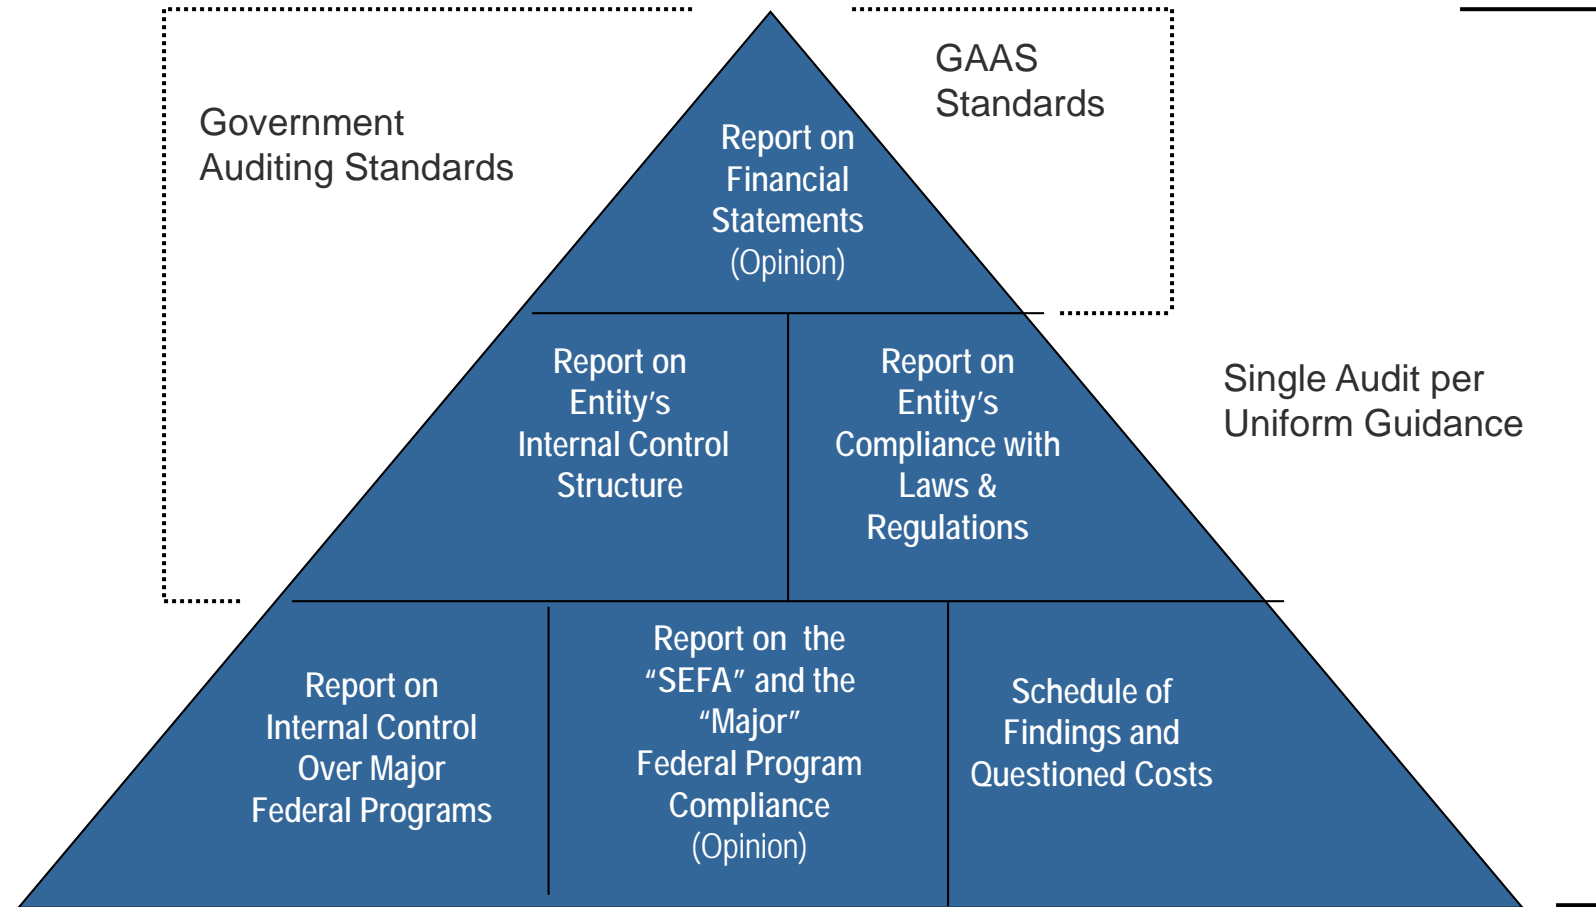 GAAS
Standards
Government
Auditing Standards
Report on
Financial
Statements
(Opinion)
Report on
Entity’s
Internal Control
Structure
Report on
Entity’s
Compliance with
Laws &
Regulations
Single Audit per
Uniform Guidance
Report on
Internal Control
Over Major
Federal Programs
Report on the
“SEFA” and the
“Major”
Federal Program
Compliance
(Opinion)
Schedule of
Findings and
Questioned Costs